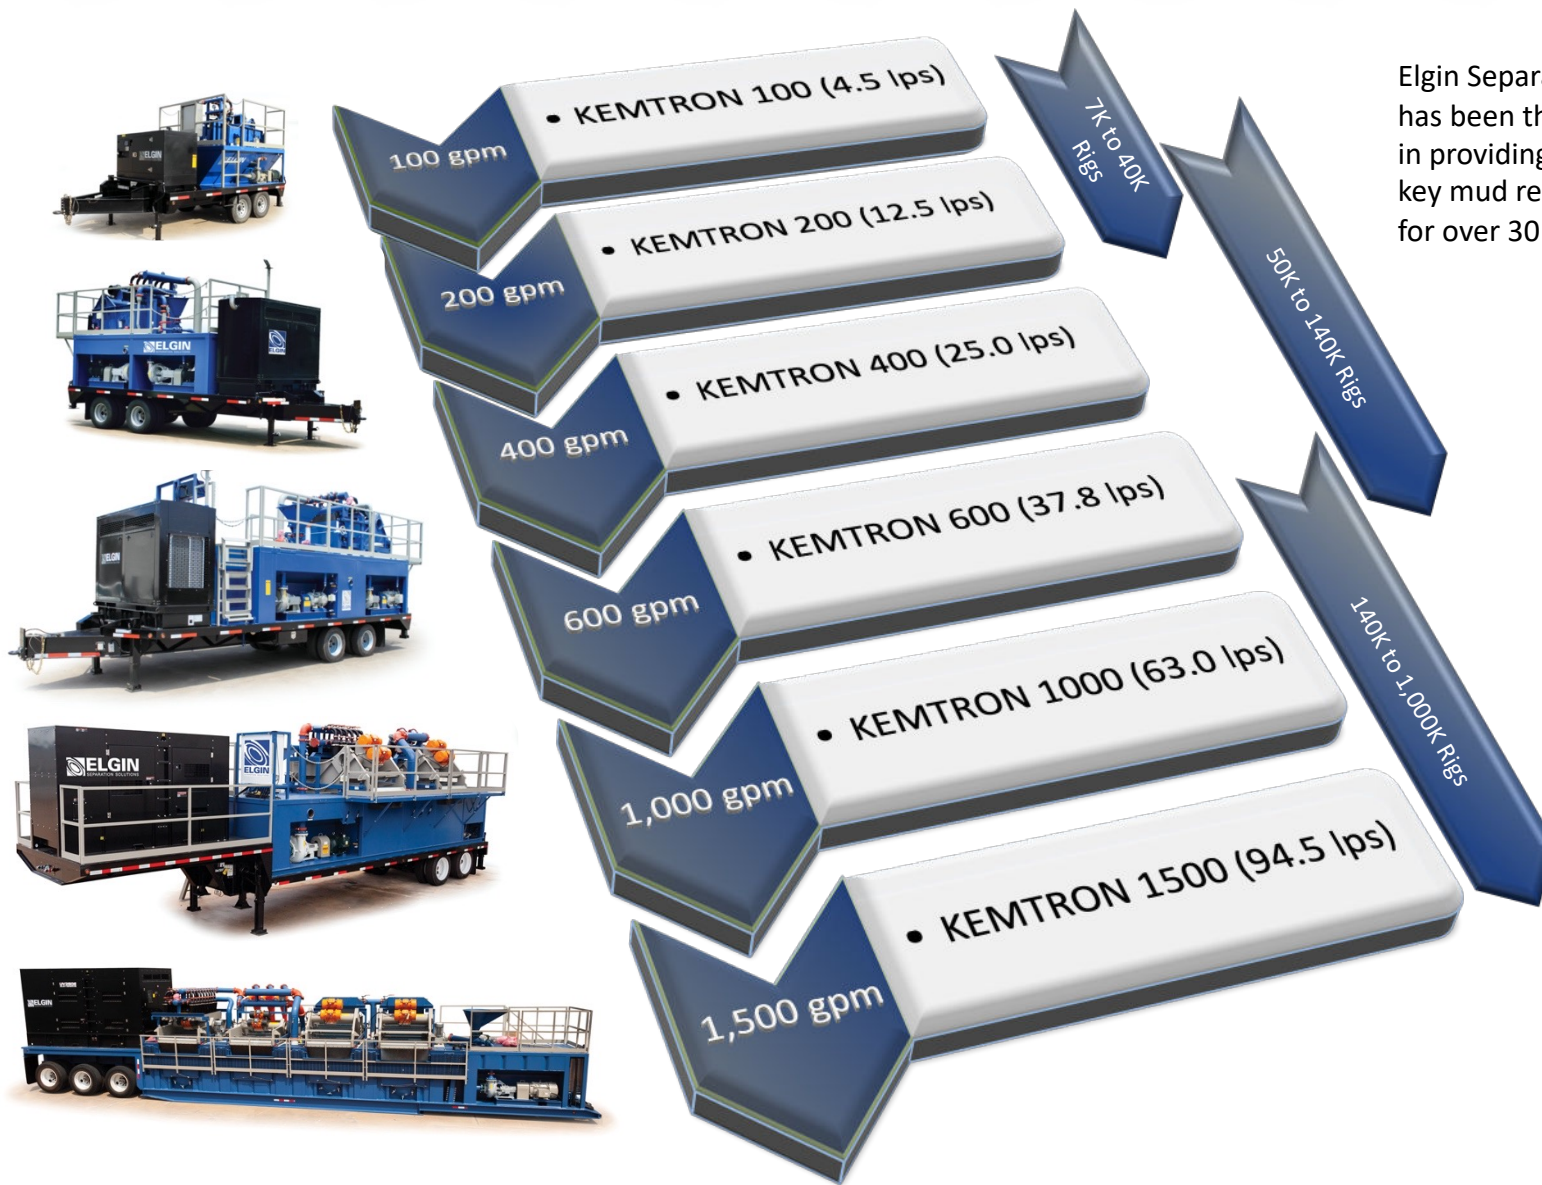 100 gpm
• KEMTRON 100 (4.5 lps)
200 gpm
• KEMTRON 200 (12.5 lps)
400 gpm
• KEMTRON 400 (25.0 lps)
600 gpm
• KEMTRON 600 (37.8 lps)
1,000 gpm
• KEMTRON 1000 (63.0 lps)
1,500 gpm
• KEMTRON 1500 (94.5 lps)
7K to 40K
Rigs
50K to 140K Rigs
140K to 1,000K Rigs
Elgin
has been
in providing
key mud
for over 30
ELGIN
ELGIN
ELGIN
ELGIN
ELGIN
SEPARATION SOLUTIONS
ELGIN
ELGIN